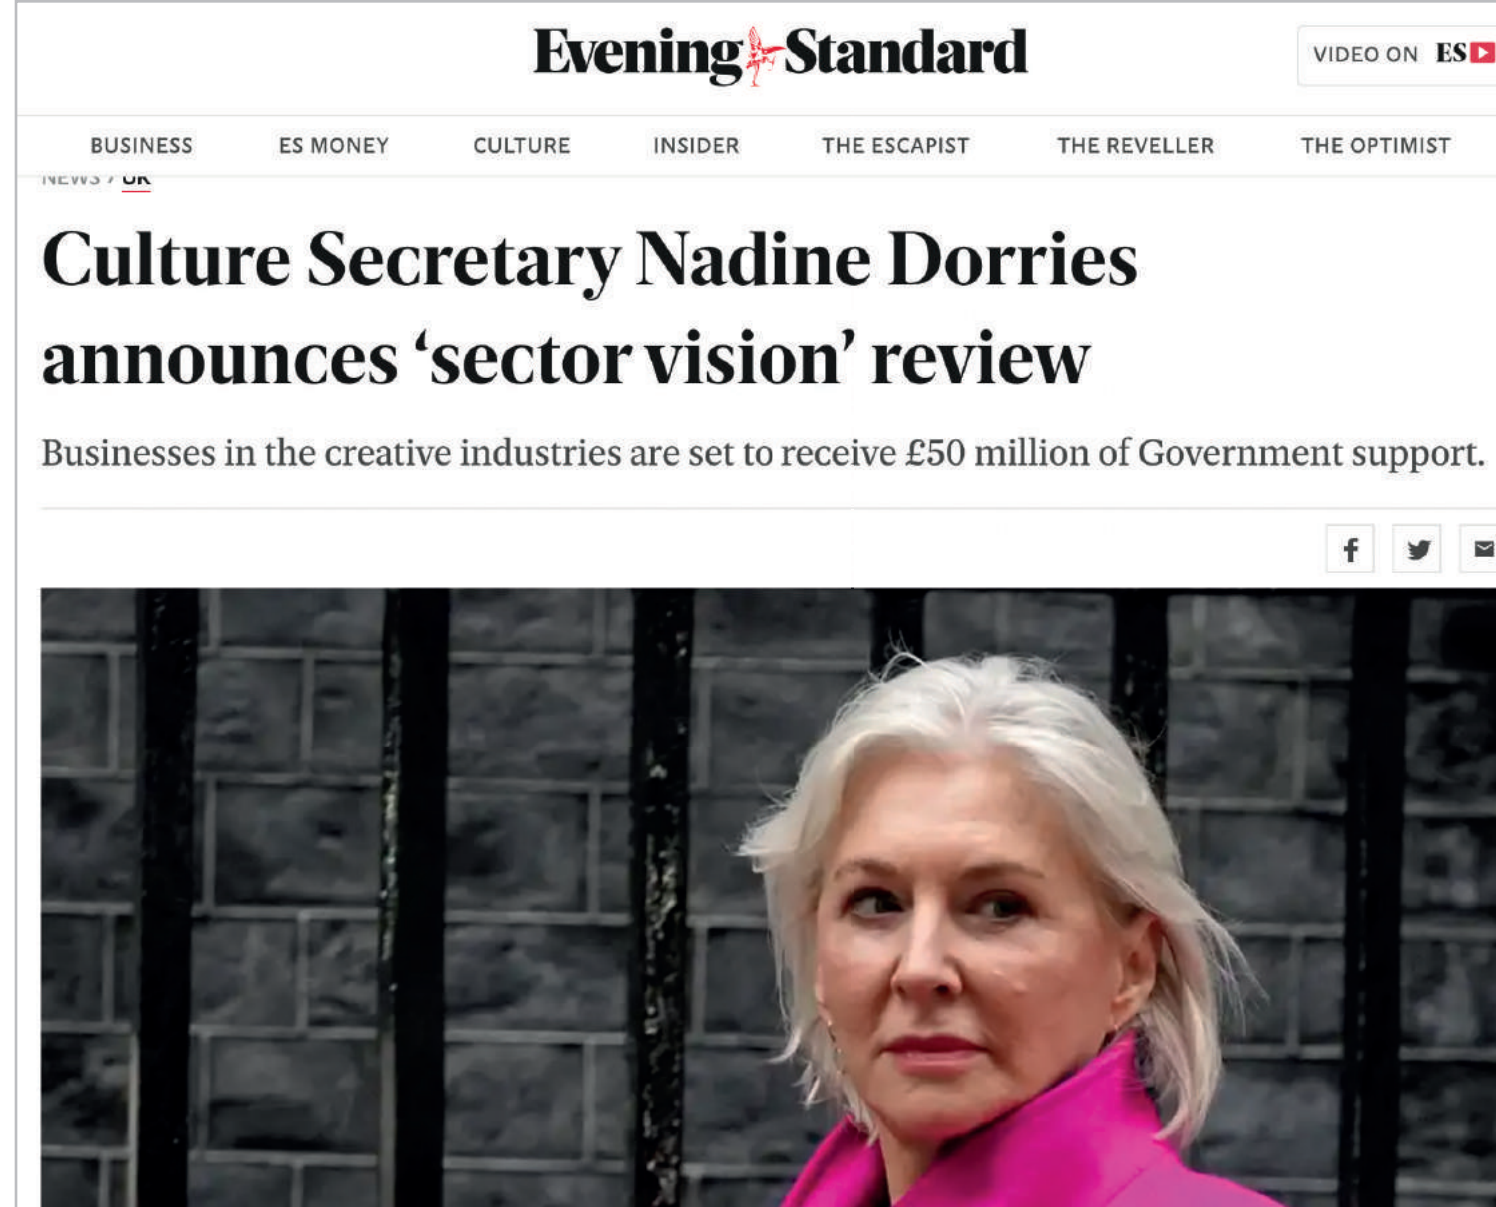 Evening Standard
VIDEO ON ES
BUSINESS ES MONEY CULTURE INSIDER THE ESCAPIST THE REVELLER THE OPTIMIST
NEWS / UK
Culture Secretary Nadine Dorries
announces ‘sector vision’ review
Businesses in the creative industries are set to receive £50 million of Government support.